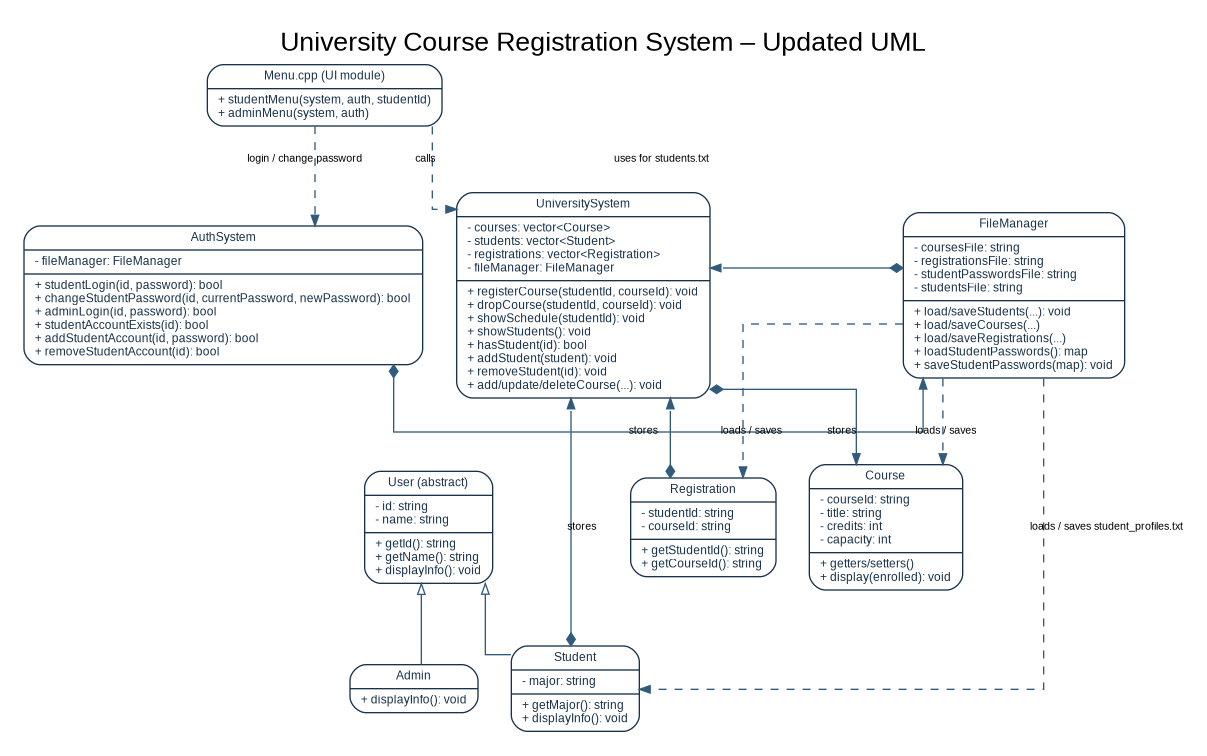 University Course Registration System – Updated UML
Menu.cpp (UI module)
+ studentMenu(system, auth, studentId)
+ adminMenu(system, auth)
login / change password
calls
uses for students.txt
AuthSystem
- fileManager: FileManager
+ studentLogin(id, password): bool
+ changeStudentPassword(id, currentPassword, newPassword): bool
+ adminLogin(id, password): bool
+ studentAccountExists(id): bool
+ addStudentAccount(id, password): bool
+ removeStudentAccount(id): bool
UniversitySystem
- courses: vector<Course>
- students: vector<Student>
- registrations: vector<Registration>
- fileManager: FileManager
+ registerCourse(studentId, courseId): void
+ dropCourse(studentId, courseId): void
+ showSchedule(studentId): void
+ showStudents(): void
+ hasStudent(id): bool
+ addStudent(student): void
+ removeStudent(id): void
+ add/update/deleteCourse(...): void
FileManager
- coursesFile: string
- registrationsFile: string
- studentPasswordsFile: string
- studentsFile: string
+ load/saveStudents(...): void
+ load/saveCourses(...)
+ load/saveRegistrations(...)
+ loadStudentPasswords(): map
+ saveStudentPasswords(map): void
stores
loads / saves
stores
loads / saves
User (abstract)
- id: string
- name: string
+ getId(): string
+ getName(): string
+ displayInfo(): void
Registration
- studentId: string
- courseId: string
+ getStudentId(): string
+ getCourseId(): string
Course
- courseId: string
- title: string
- credits: int
- capacity: int
+ getters/setters()
+ display(enrolled): void
stores
loads / saves student_profiles.txt
Admin
+ displayInfo(): void
Student
- major: string
+ getMajor(): string
+ displayInfo(): void